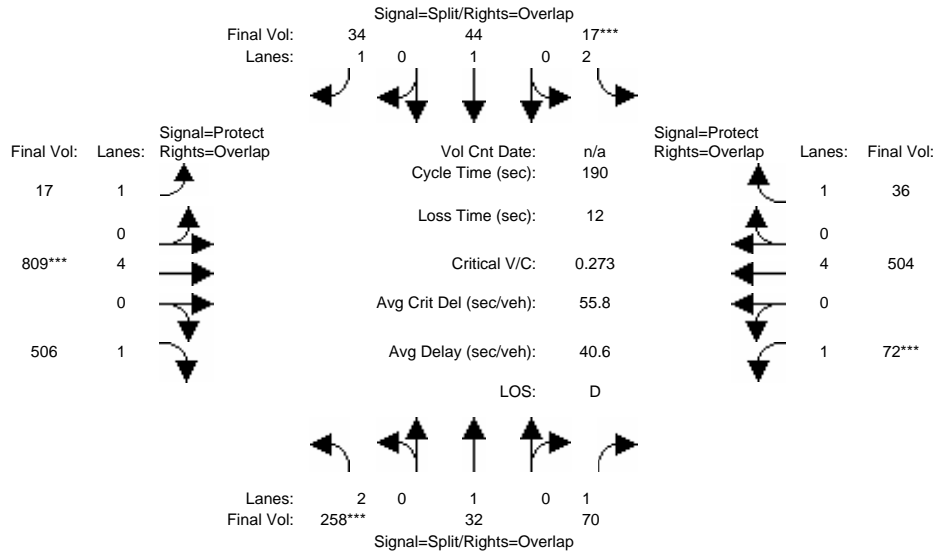 Signal=Split/Rights=Overlap
Final Vol: 34 44 17***
Lanes: 1 0 1 0 2
Signal=Protect Signal=Protect
Final Vol: Lanes: Rights=Overlap Vol Cnt Date: n/a Rights=Overlap Lanes: Final Vol:
Cycle Time (sec): 190
17 1 1 36
Loss Time (sec): 12
0 0
809*** 4 Critical V/C: 0.273 4 504
0 Avg Crit Del (sec/veh): 55.8 0
506 1 Avg Delay (sec/veh): 40.6 1 72***
LOS: D
Lanes: 2 0 1 0 1
Final Vol: 258*** 32 70
Signal=Split/Rights=Overlap